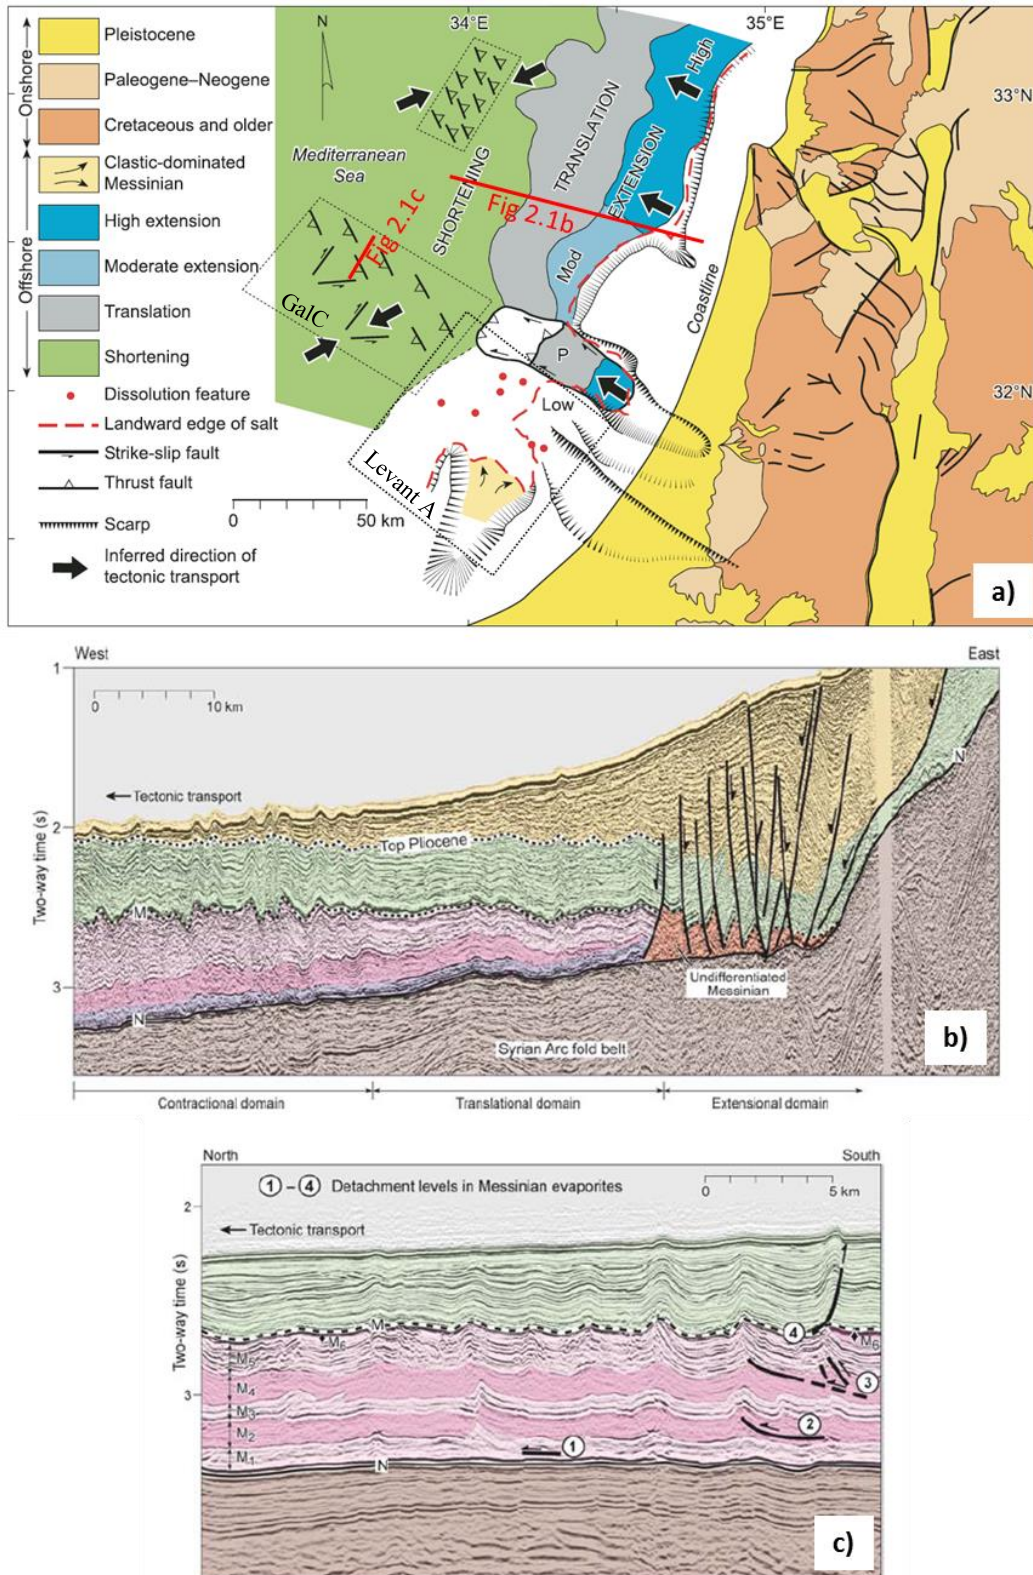 Onshore
Offshore
Pleistocene
Paleogene–Neogene
Cretaceous and older
Clastic-dominated
Messinian
High extension
Moderate extension
Translation
Shortening
Dissolution feature
Landward edge of salt
Strike-slip fault
Thrust fault
Scarp
Inferred direction of
tectonic transport
0 50 km
N
34°E
35°E
33°N
32°N
Mediterranean
Sea
SHORTENING
TRANSLATION
EXTENSION
High
Mod
Low
P
Coastline
Fig 2.1c
Fig 2.1b
GalC
Levant A
a)
West
East
1
2
3
Two-way time (s)
0 10 km
Tectonic transport
Top Pliocene
M
N
N
Undifferentiated
Messinian
Syrian Arc fold belt
Contractional domain
Translational domain
Extensional domain
b)
North
South
1 – 4 Detachment levels in Messinian evaporites
0 5 km
Tectonic transport
2
3
Two-way time (s)
M
M6
M6
M5
M4
M3
M2
M1
N
4
3
2
1
c)